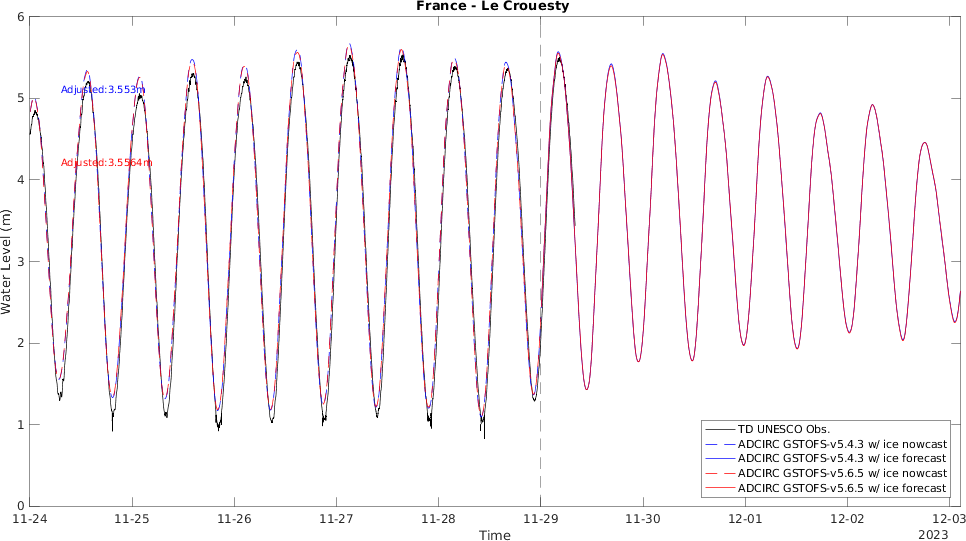 France - Le Crouesty
6
5
4
3
2
1
0
Water Level (m)
Adjusted:3.553m
Adjusted:3.5564m
TD UNESCO Obs.
ADCIRC GSTOFS-v5.4.3 w/ ice nowcast
ADCIRC GSTOFS-v5.4.3 w/ ice forecast
ADCIRC GSTOFS-v5.6.5 w/ ice nowcast
ADCIRC GSTOFS-v5.6.5 w/ ice forecast
11-24 11-25 11-26 11-27 11-28 11-29 11-30 12-01 12-02 12-03
Time
2023